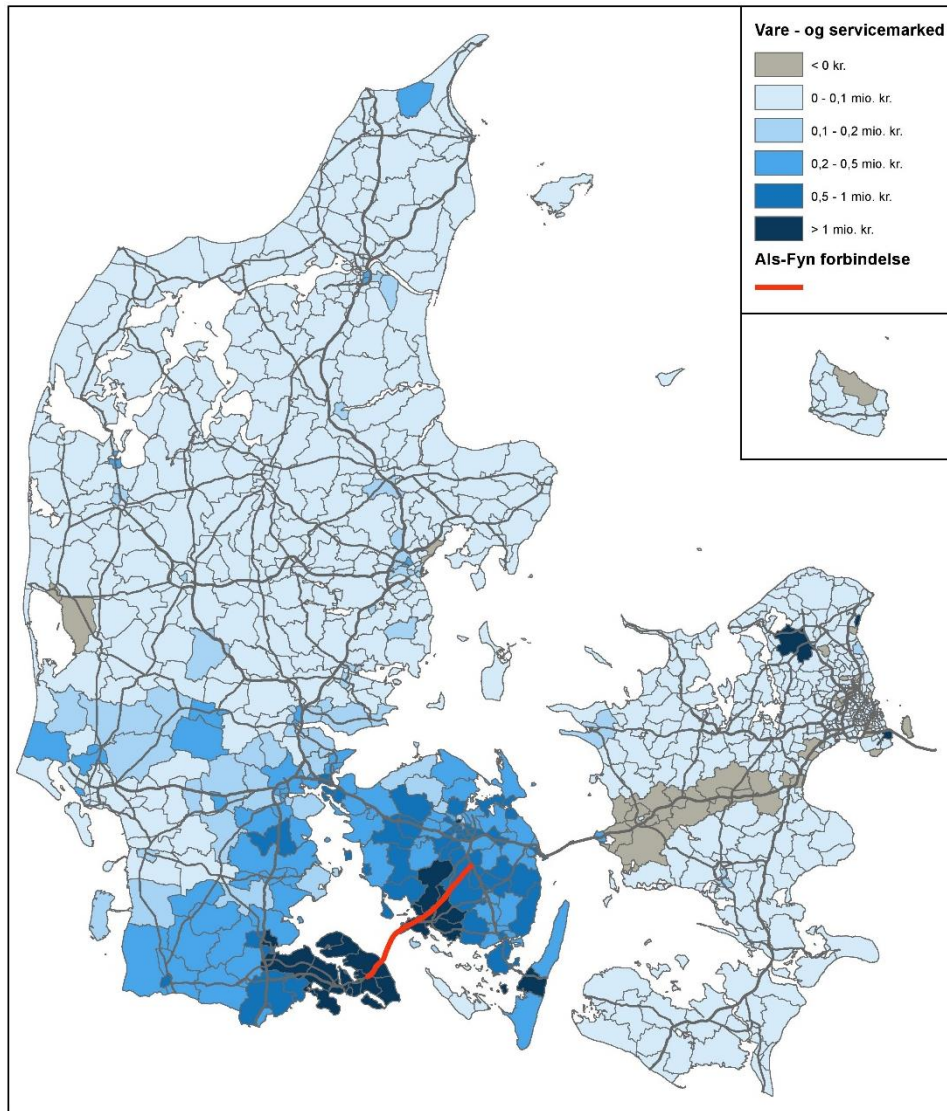 Vare - og servicemarked
< 0 kr.
0 - 0,1 mio. kr.
0,1 - 0,2 mio. kr.
0,2 - 0,5 mio. kr.
0,5 - 1 mio. kr.
> 1 mio. kr.
Als-Fyn forbindelse